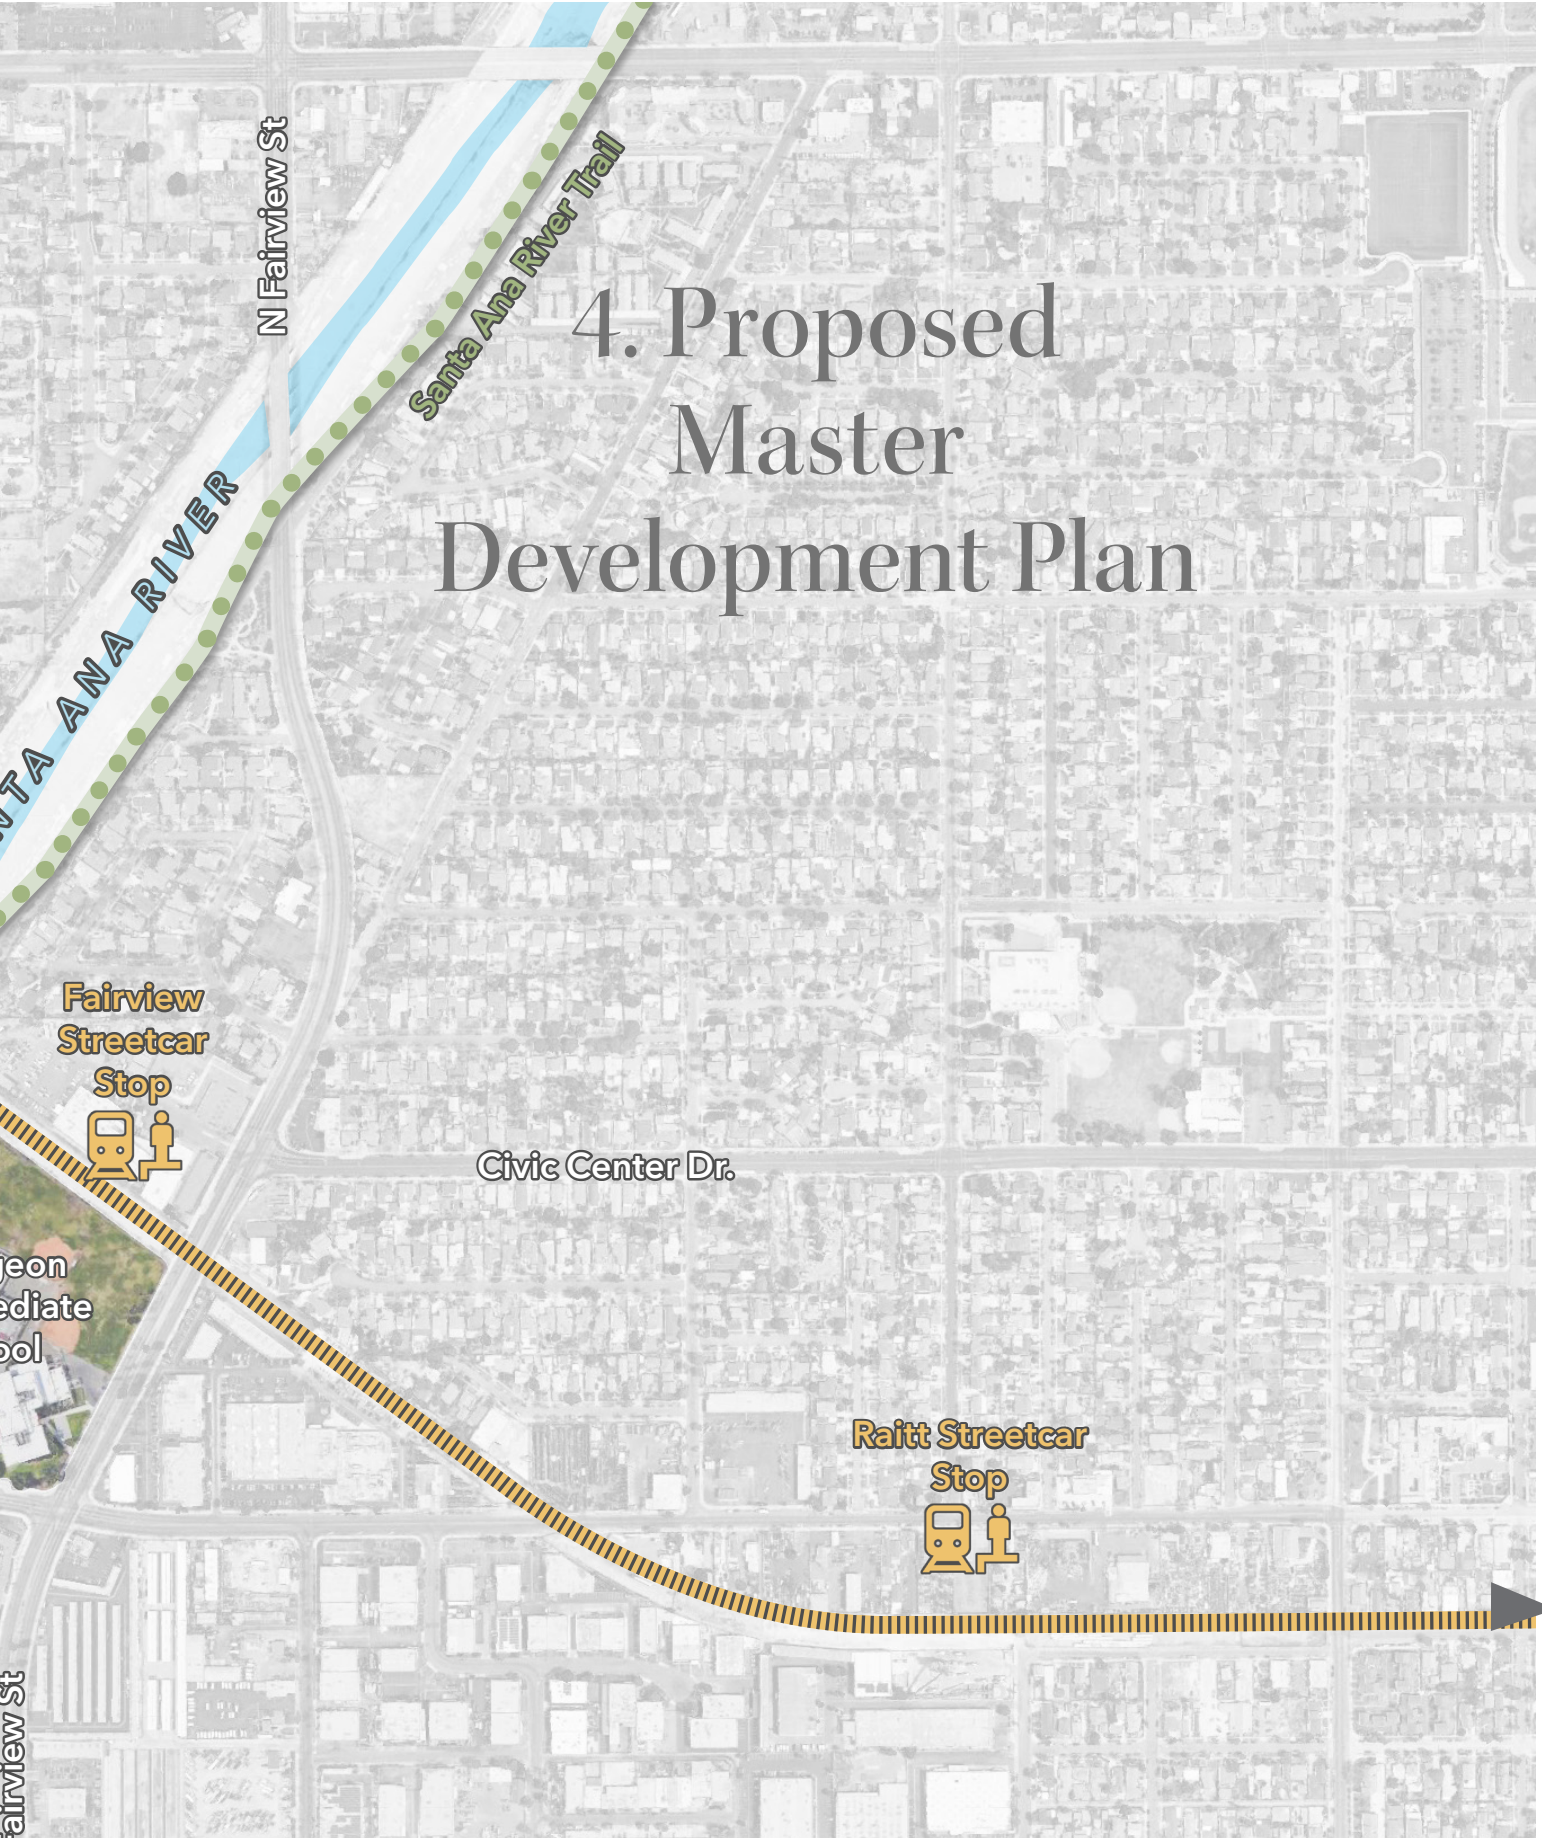 N Fairview St
Santa Ana River Trail
4. Proposed
Master
Development Plan
NTA ANA RIVER
Fairview
Streetcar
Stop
Civic Center Dr.
geon
ediate
ool
Raitt Streetcar
Stop
airview St